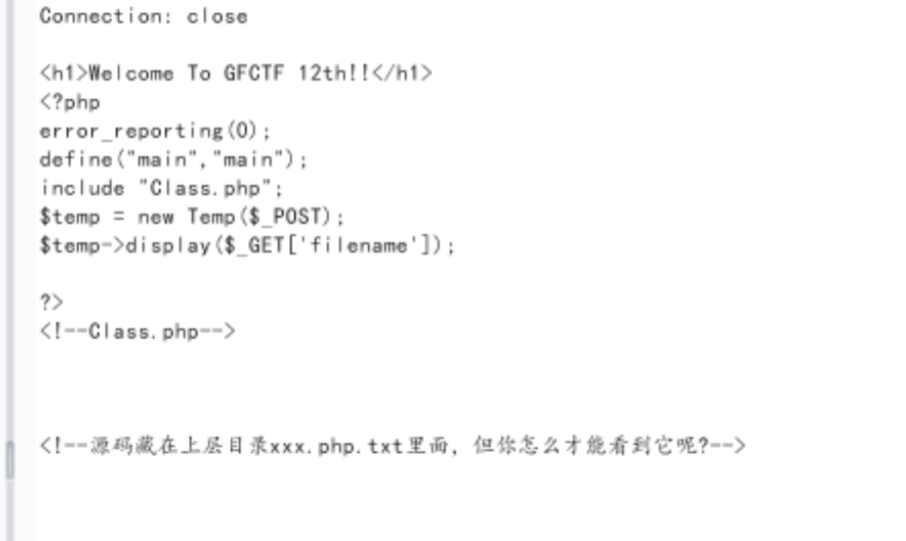 Connection: close
<h1>Welcome To GFCTF 12th!!</h1>
<?php
error_reporting(0);
define("main","main");
include "Class.php";
$temp = new Temp($_POST);
$temp->display($_GET['filename']);
?>
<!--Class.php-->
<!--源码藏在上层目录xxx.php.txt里面，但你怎么才能看到它呢?-->